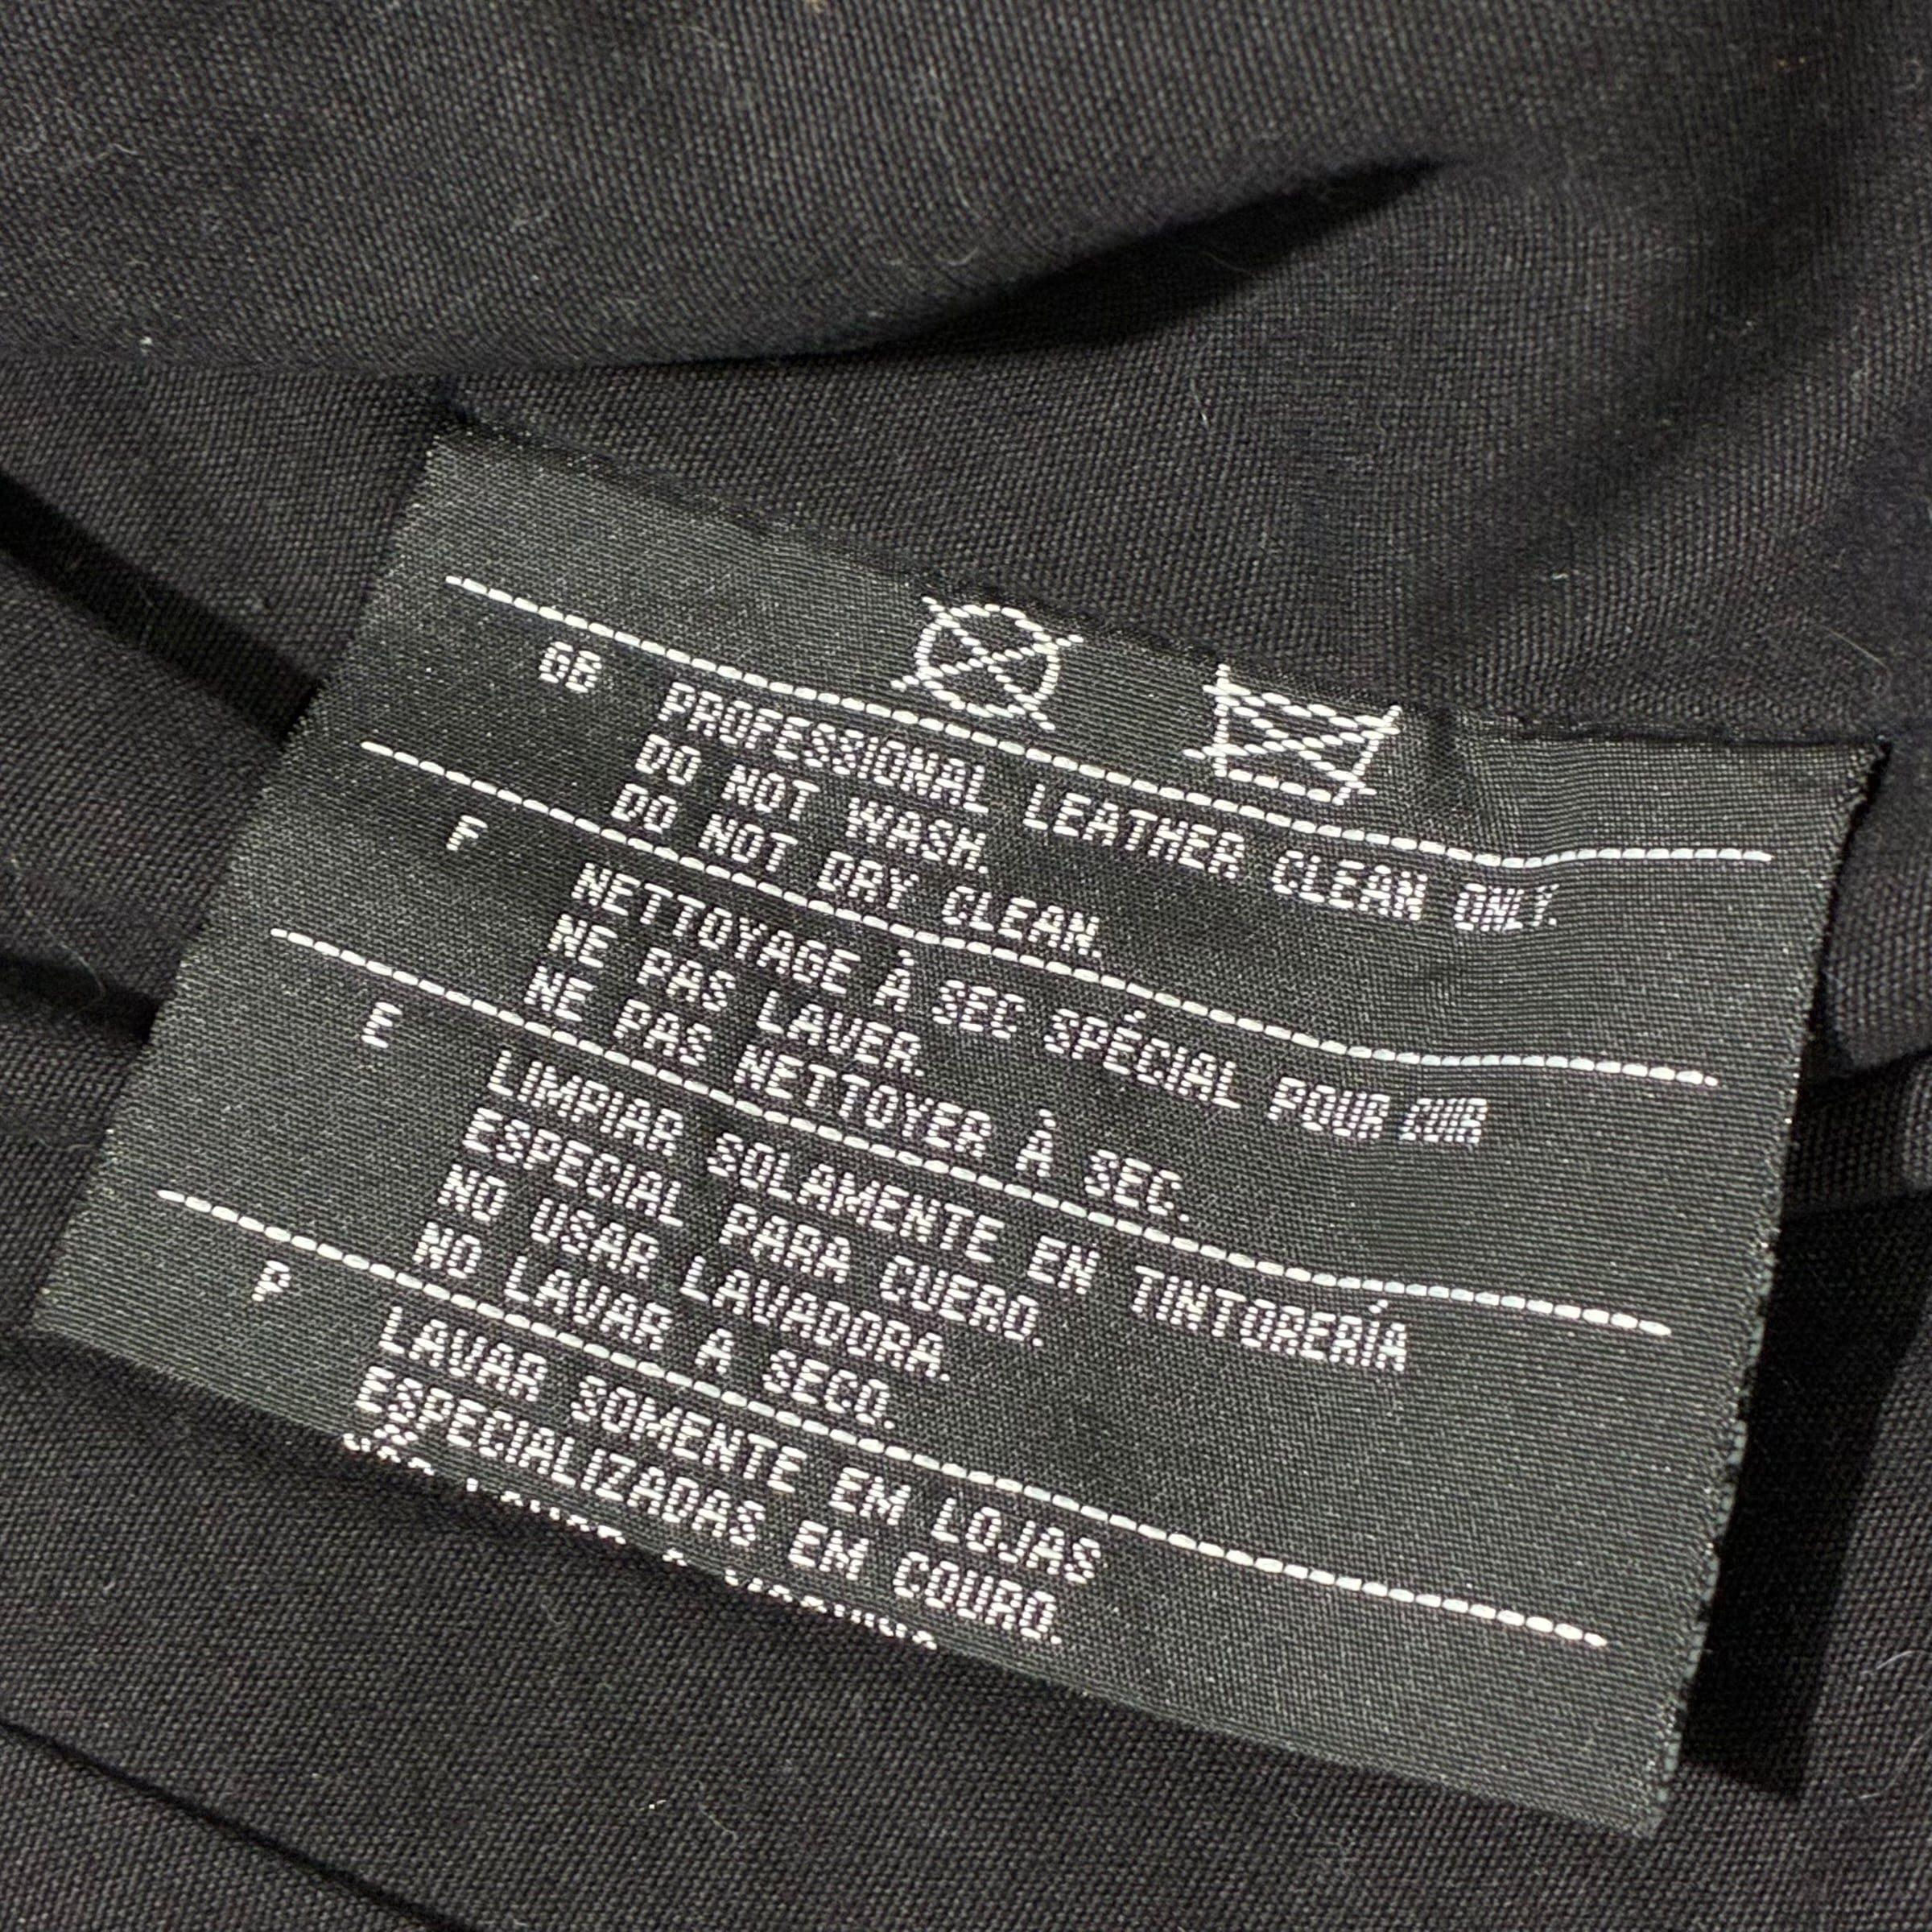 GB PROFESSIONAL LEATHER CLEAN ONLY.
DO NOT WASH.
DO NOT DRY CLEAN.
F NETTOYAGE À SEC SPÉCIAL POUR CUIR
NE PAS LAVER.
NE PAS NETTOYER À SEC.
E LIMPIAR SOLAMENTE EN TINTORERÍA
ESPECIAL PARA CUERO.
NO USAR LAVADORA.
NO LAVAR A SECO.
P LAVAR SOMENTE EM LOJAS
ESPECIALIZADAS EM COURO.